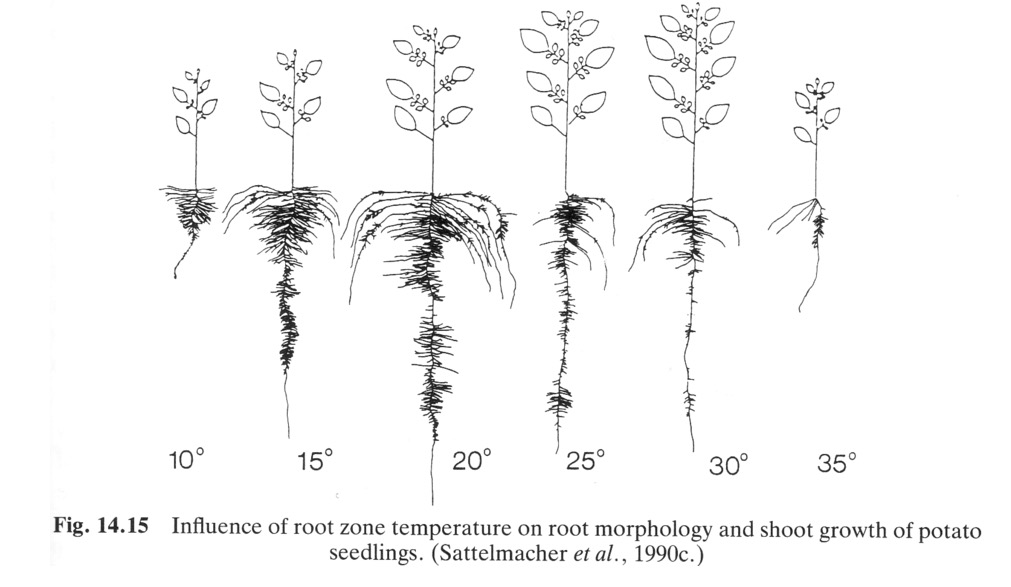 10° 15° 20° 25° 30° 35°
Fig. 14.15 Influence of root zone temperature on root morphology and shoot growth of potato
seedlings. (Sattelmacher et al., 1990c.)